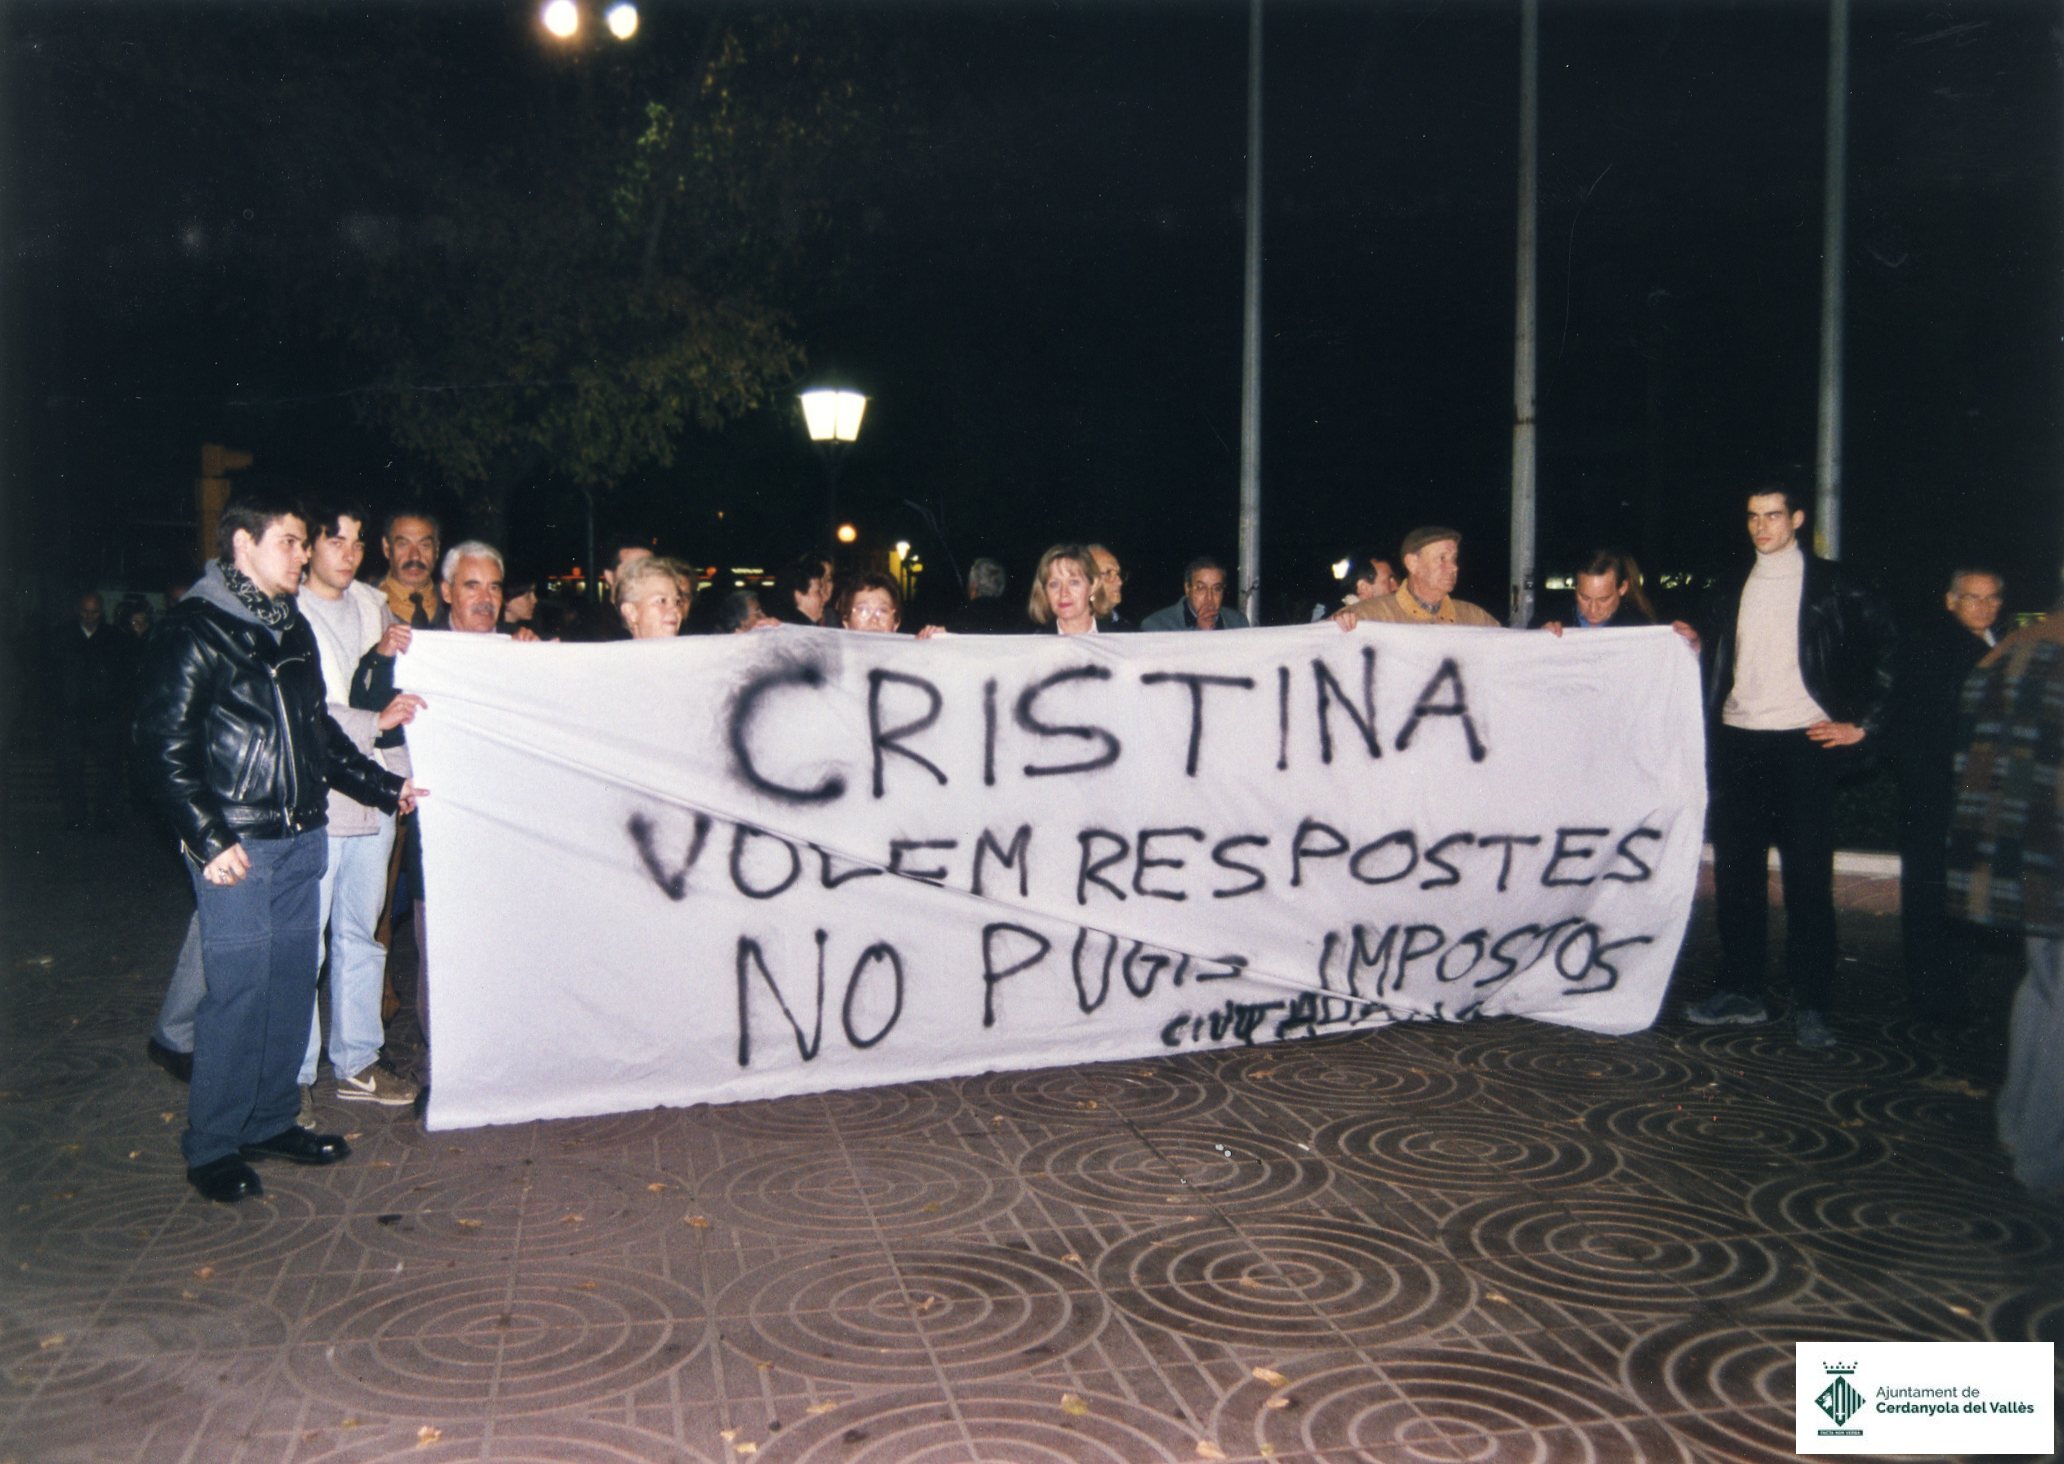 CRISTINA
VOLEM RESPOSTES
NO PUGIS IMPOSTOS
Ajuntament de
Cerdanyola del Vallès